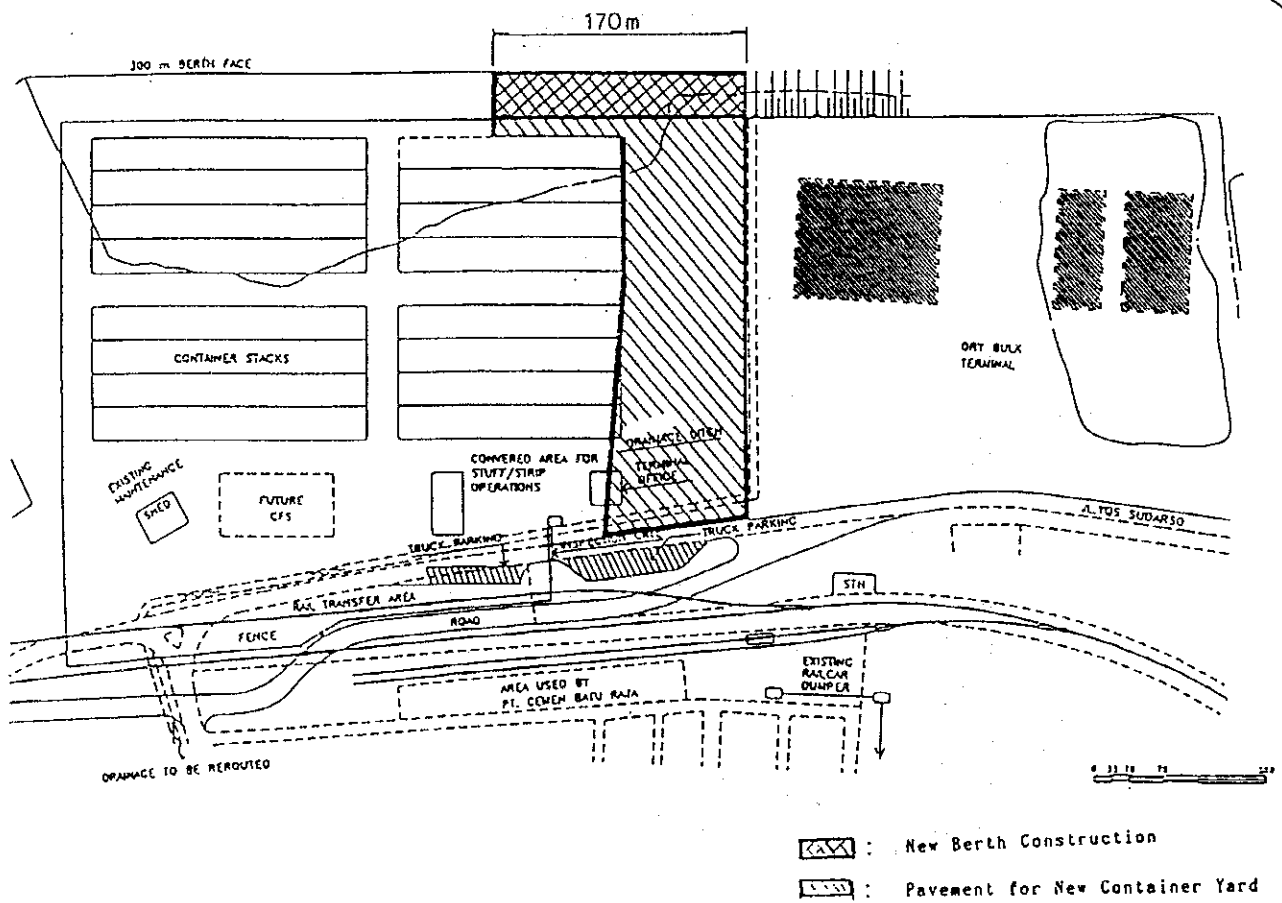 170m
300 m BERTH FACE
CONTAINER STACKS
DRY BULK
TERMINAL
DRAINAGE DITCH
TERMINAL
OFFICE
CONVERED AREA FOR
STUFF/STRIP
OPERATIONS
EXISTING
MAINTENANCE
SHED
FUTURE
CFS
TRUCK PARKING
INSPECTION
TRUCK PARKING
JL. YOS SUDARSO
RAIL TRANSFER AREA
STN
FENCE
ROAD
AREA USED BY
PT. CEMEN BATU RAJA
EXISTING
RAILCAR
DUMPER
DRAINAGE TO BE REROUTED
0
: New Berth Construction
: Pavement for New Container Yard